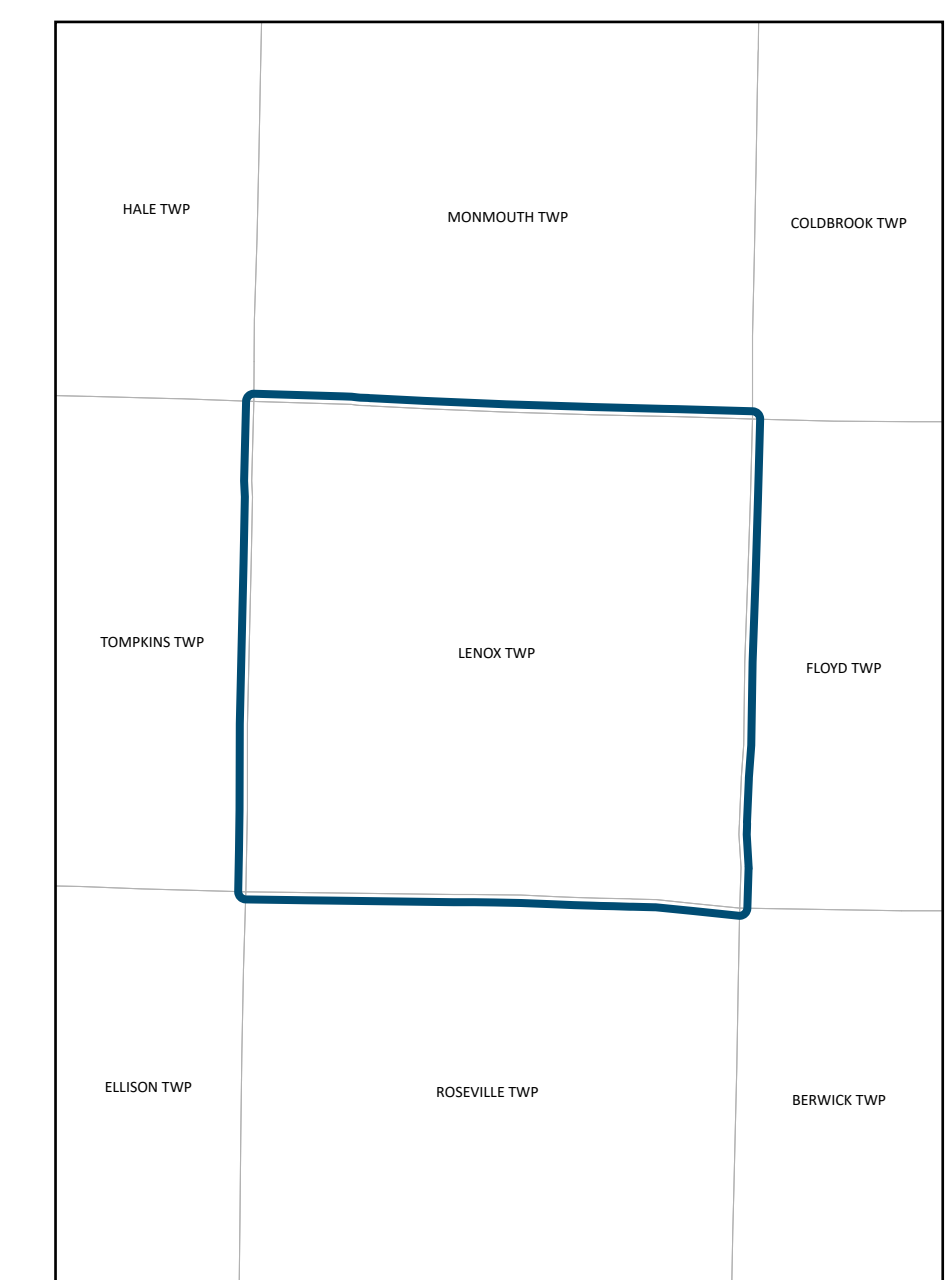 HALE TWP
MONMOUTH TWP
COLDBROOK TWP
TOMPKINS TWP
LENOX TWP
FLOYD TWP
ELLISON TWP
ROSEVILLE TWP
BERWICK TWP